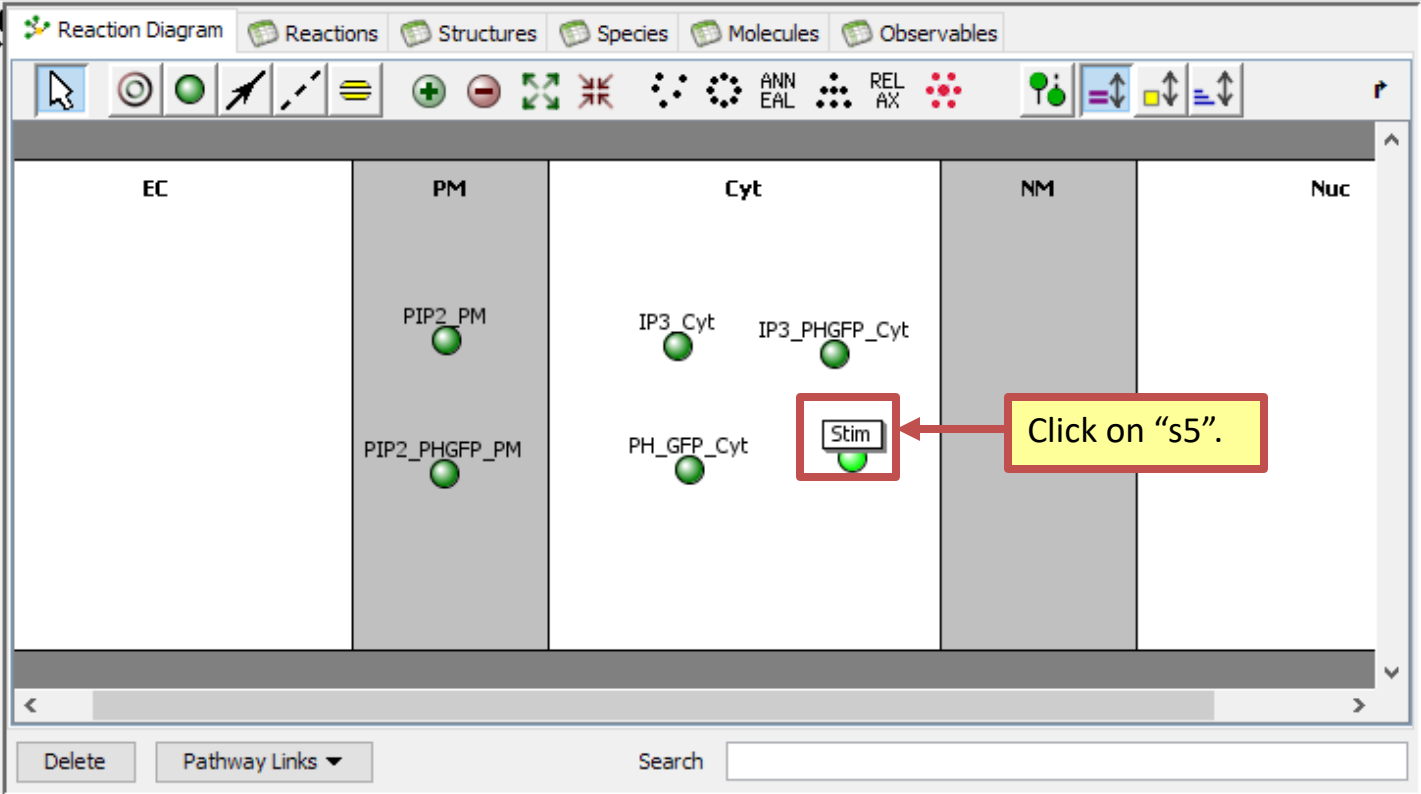 Reaction Diagram Reactions Structures Species Molecules Observables
ANN
EAL
REL
AX
EC PM Cyt NM Nuc
PIP2_PM IP3_Cyt IP3_PHGFP_Cyt
PIP2_PHGFP_PM PH_GFP_Cyt Stim Click on “s5”.
Delete Pathway Links Search